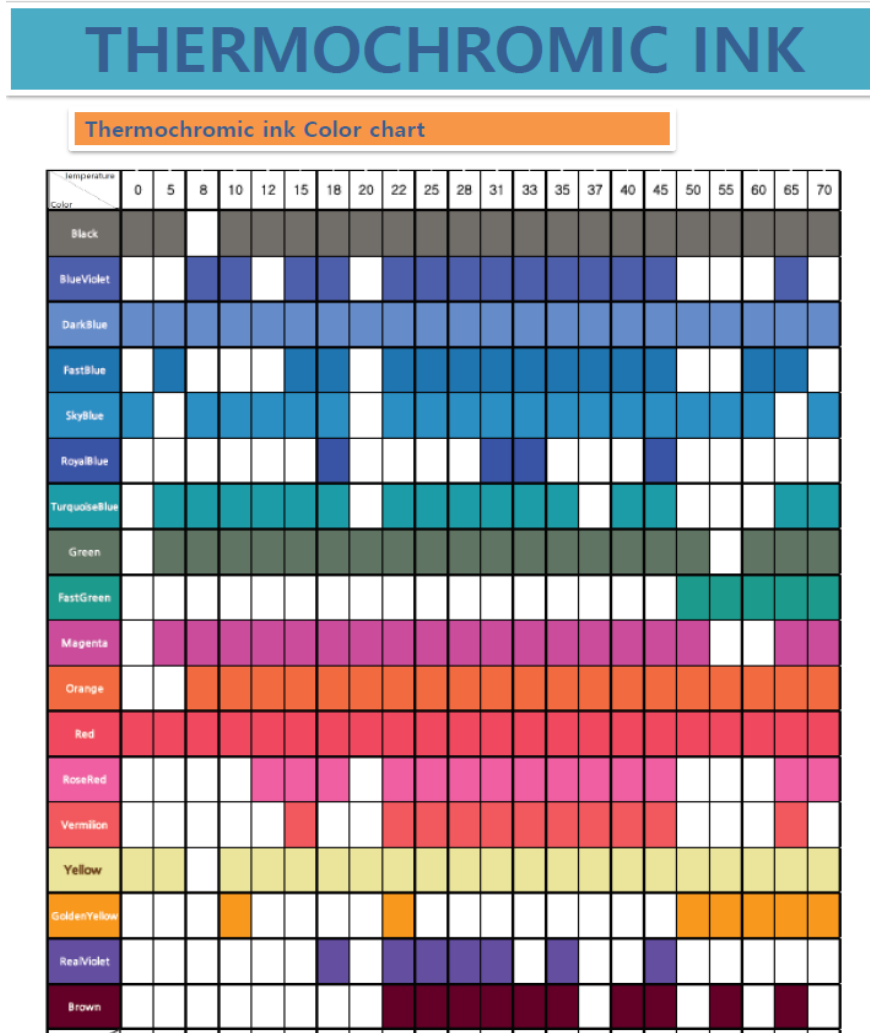 THERMOCHROMIC INK
Thermochromic ink Color chart
Temperature
Color
0 5 8 10 12 15 18 20 22 25 28 31 33 35 37 40 45 50 55 60 65 70
Black
BlueViolet
DarkBlue
FastBlue
SkyBlue
RoyalBlue
TurquoiseBlue
Green
FastGreen
Magenta
Orange
Red
RoseRed
Vermilion
Yellow
GoldenYellow
RealViolet
Brown